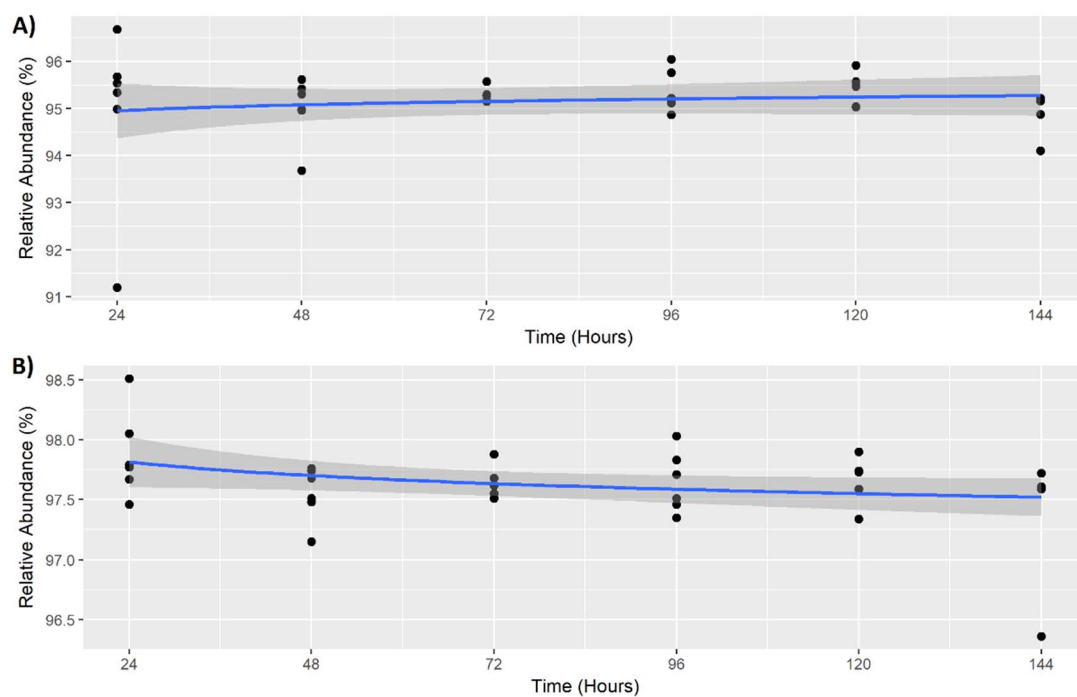 A)
Relative Abundance (%)
96
95
94
93
92
91
24 48 72 96 120 144
Time (Hours)
B)
Relative Abundance (%)
98.5
98.0
97.5
97.0
96.5
24 48 72 96 120 144
Time (Hours)